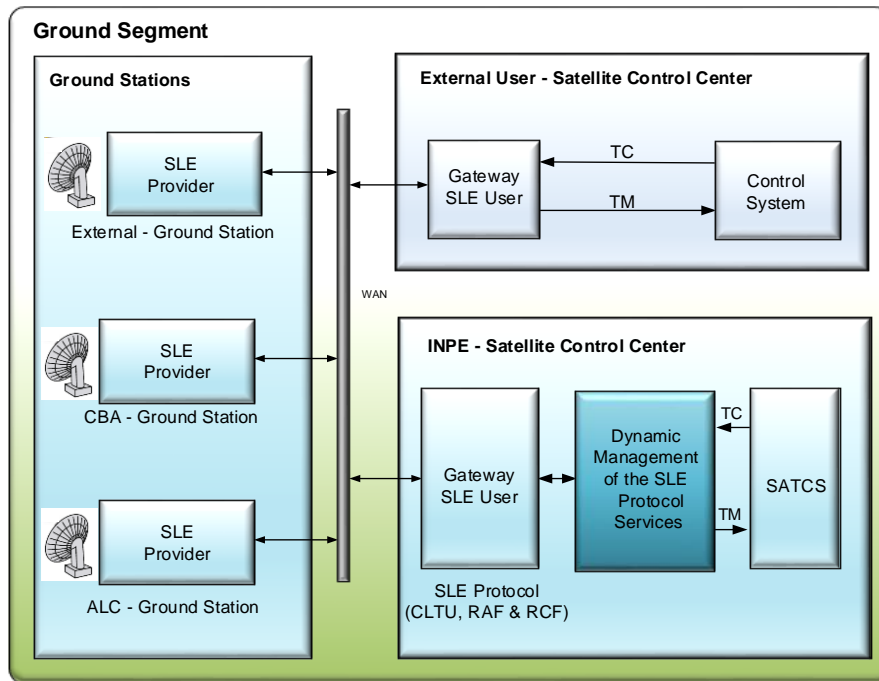 Ground Segment
Ground Stations
SLE
Provider
External - Ground Station
SLE
Provider
CBA - Ground Station
SLE
Provider
ALC - Ground Station
WAN
External User - Satellite Control Center
Gateway
SLE User
TC
TM
Control
System
INPE - Satellite Control Center
Gateway
SLE User
SLE Protocol
(CLTU, RAF & RCF)
Dynamic
Management
of the SLE
Protocol
Services
TC
TM
SATCS